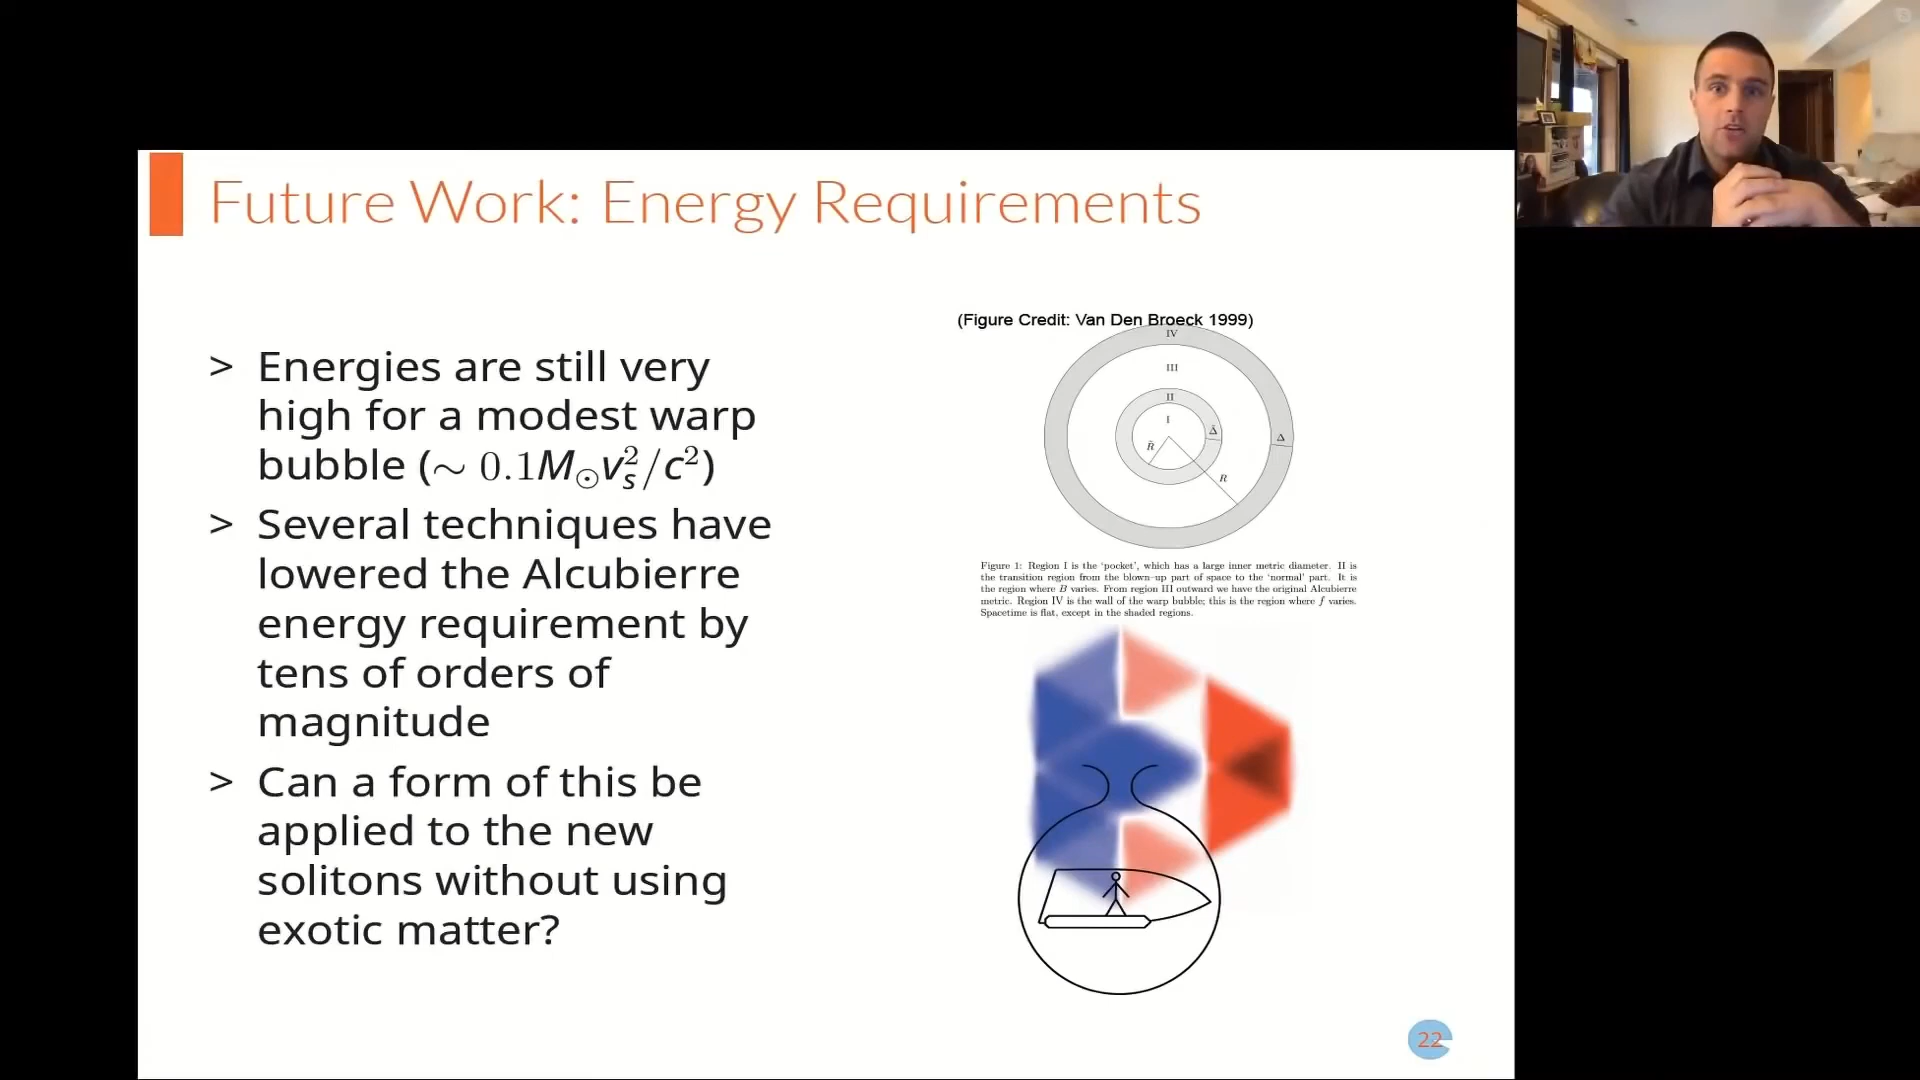 Future Work: Energy Requirements
> Energies are still very
high for a modest warp
bubble (∼ 0.1M⊙vₛ²/c²)
> Several techniques have
lowered the Alcubierre
energy requirement by
tens of orders of
magnitude
> Can a form of this be
applied to the new
solitons without using
exotic matter?
(Figure Credit: Van Den Broeck 1999)
IV
III
II
I
Δ̃
Δ
R̃
R
Figure 1: Region I is the ‘pocket’, which has a large inner metric diameter. II is
the transition region from the blown-up part of space to the ‘normal’ part. It is
the region where B varies. From region III outward we have the original Alcubierre
metric. Region IV is the wall of the warp bubble; this is the region where f varies.
Spacetime is flat, except in the shaded regions.
22